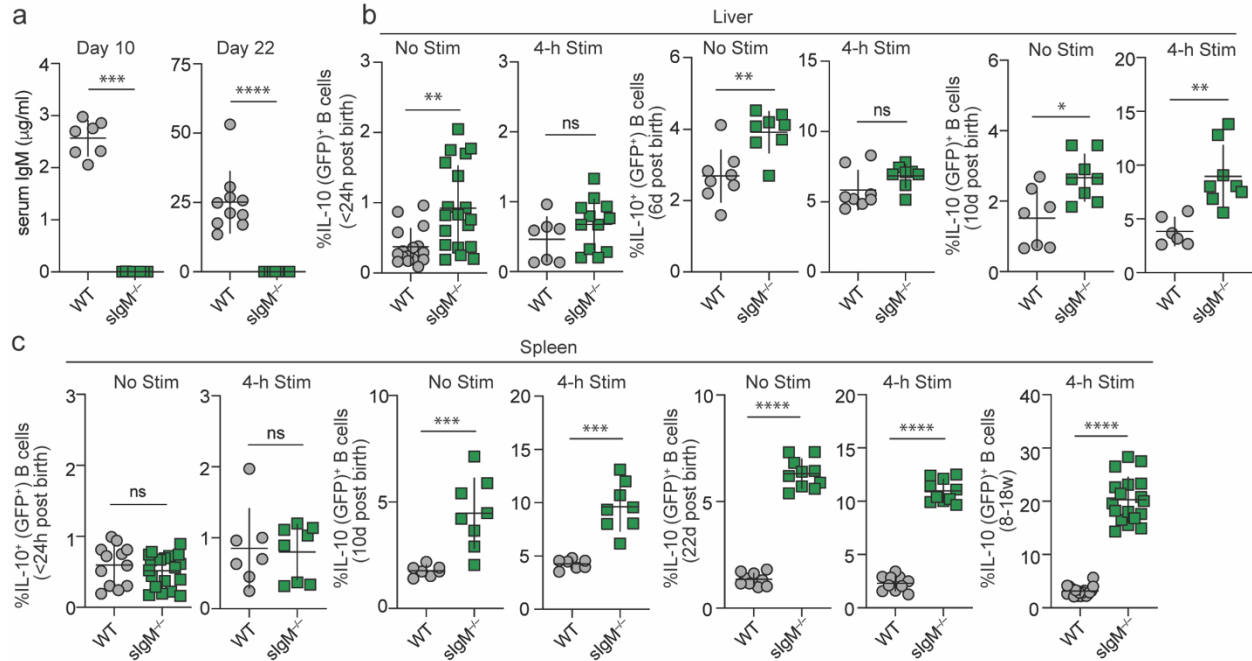 a
Day 10
Day 22
serum IgM (μg/ml)
4
3
2
1
0
***
WT
sIgM⁻/⁻
75
50
25
0
****
WT
sIgM⁻/⁻
b
Liver
No Stim
4-h Stim
No Stim
4-h Stim
No Stim
4-h Stim
%IL-10 (GFP)⁺ B cells
(<24h post birth)
3
2
1
0
**
WT
sIgM⁻/⁻
3
2
1
0
ns
WT
sIgM⁻/⁻
%IL-10⁺ (GFP)⁺ B cells
(6d post birth)
6
4
2
0
**
WT
sIgM⁻/⁻
15
10
5
0
ns
WT
sIgM⁻/⁻
%IL-10 (GFP)⁺ B cells
(10d post birth)
6
4
2
0
*
WT
sIgM⁻/⁻
20
15
10
5
0
**
WT
sIgM⁻/⁻
c
Spleen
No Stim
4-h Stim
No Stim
4-h Stim
No Stim
4-h Stim
4-h Stim
%IL-10⁺ (GFP⁺) B cells
(<24h post birth)
3
2
1
0
ns
WT
sIgM⁻/⁻
3
2
1
0
ns
WT
sIgM⁻/⁻
%IL-10 (GFP)⁺ B cells
(10d post birth)
10
5
0
***
WT
sIgM⁻/⁻
20
15
10
5
0
***
WT
sIgM⁻/⁻
%IL-10 (GFP)⁺ B cells
(22d post birth)
10
5
0
****
WT
sIgM⁻/⁻
20
15
10
5
0
****
WT
sIgM⁻/⁻
%IL-10 (GFP)⁺ B cells
(8-18w)
40
30
20
10
0
****
WT
sIgM⁻/⁻